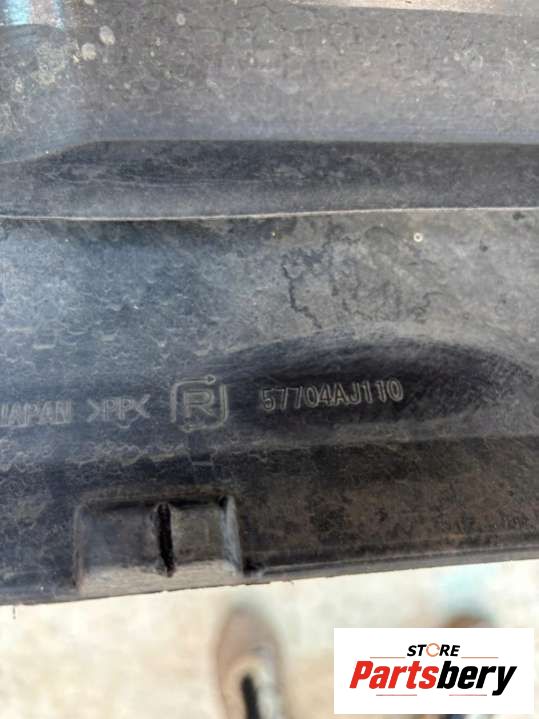 JAPAN >PP< R 57704AJ110
STORE
Partsbery